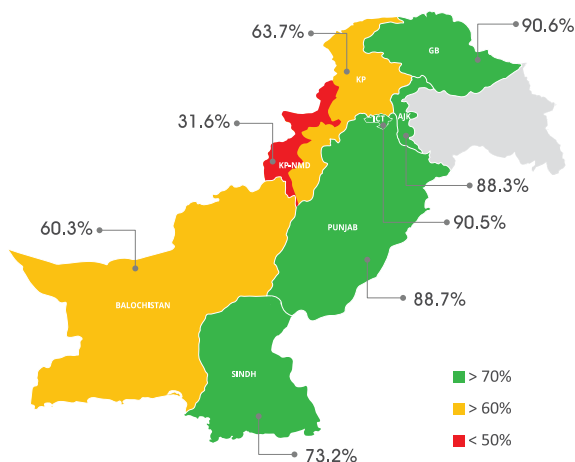 90.6%
63.7%
GB
KP
31.6%
ICT
AJK
KP-NMD
88.3%
60.3%
90.5%
PUNJAB
88.7%
BALOCHISTAN
SINDH
> 70%
> 60%
< 50%
73.2%